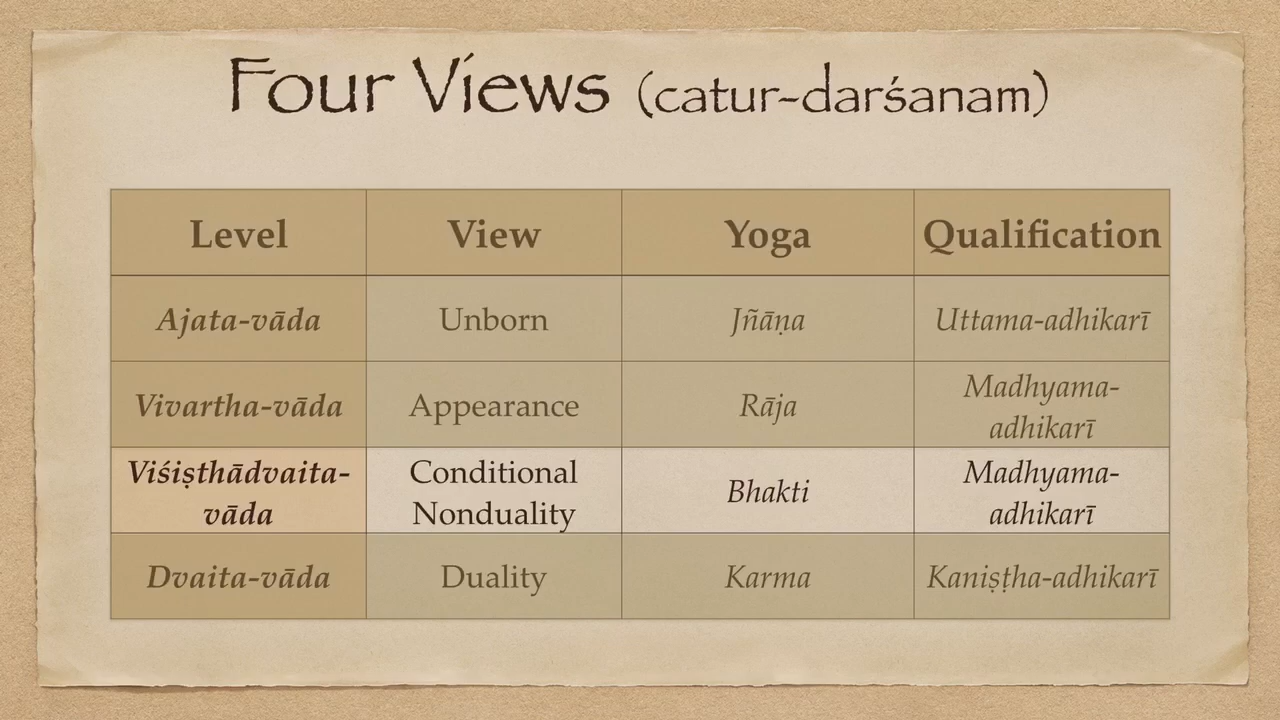 Four Views (catur-darśanam)
Level View Yoga Qualification
Ajata-vāda Unborn Jñāṇa Uttama-adhikarī
Vivartha-vāda Appearance Rāja Madhyama-
adhikarī
Viśiṣthādvaita- Conditional Bhakti Madhyama-
vāda Nonduality adhikarī
Dvaita-vāda Duality Karma Kaniṣṭha-adhikarī